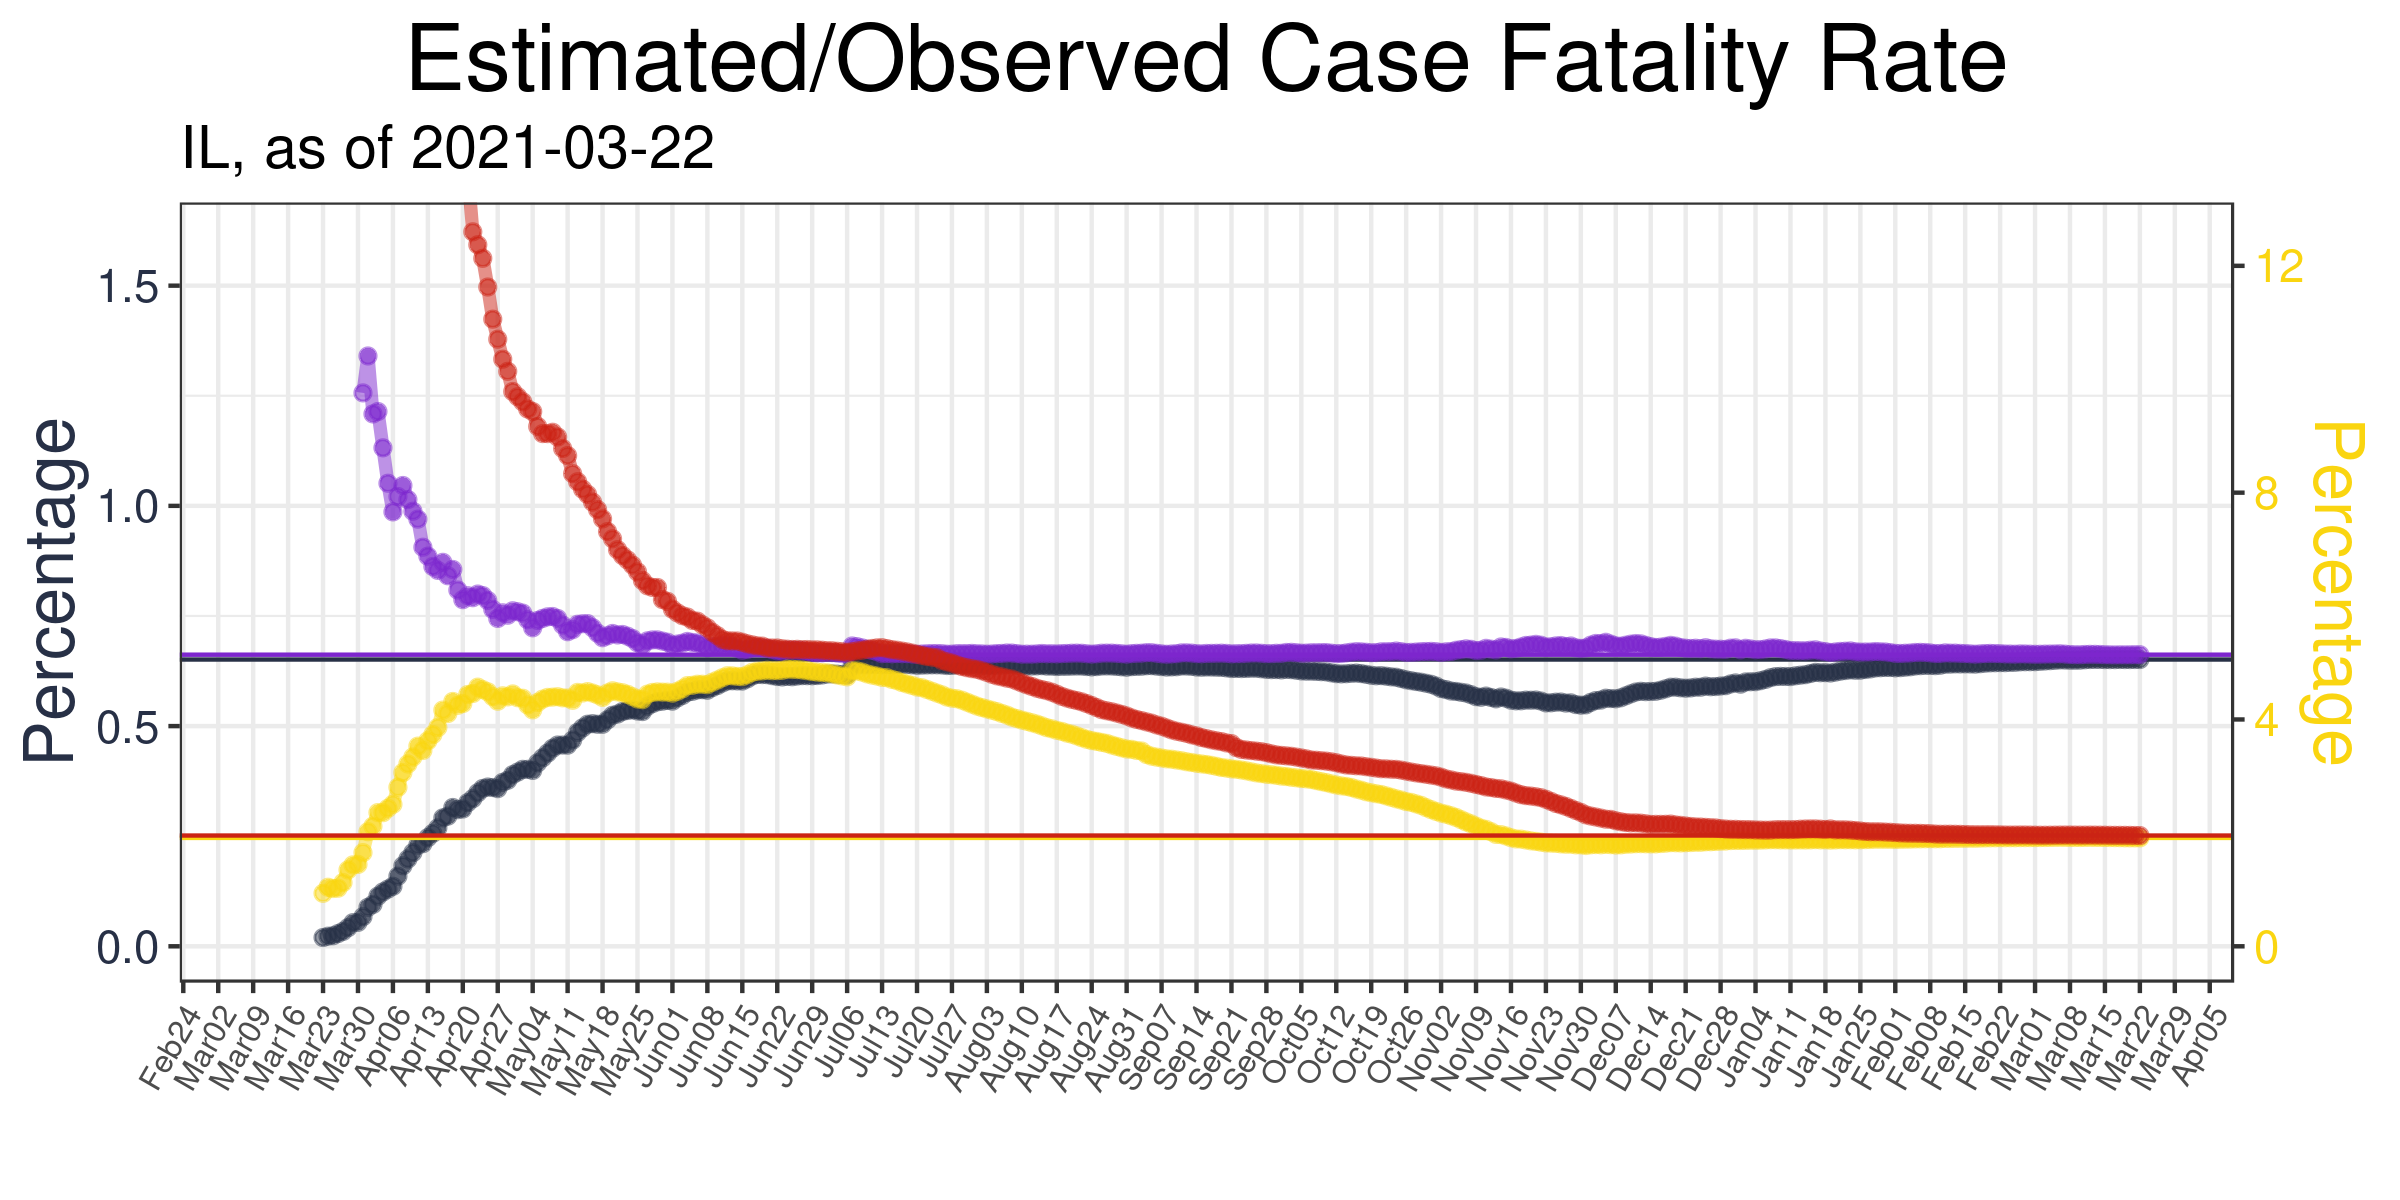 Estimated/Observed Case Fatality Rate
IL, as of 2021-03-22
Percentage
1.5
1.0
0.5
0.0
12
8
4
0
Percentage
Feb24
Mar02
Mar09
Mar16
Mar23
Mar30
Apr06
Apr13
Apr20
Apr27
May04
May11
May18
May25
Jun01
Jun08
Jun15
Jun22
Jun29
Jul06
Jul13
Jul20
Jul27
Aug03
Aug10
Aug17
Aug24
Aug31
Sep07
Sep14
Sep21
Sep28
Oct05
Oct12
Oct19
Oct26
Nov02
Nov09
Nov16
Nov23
Nov30
Dec07
Dec14
Dec21
Dec28
Jan04
Jan11
Jan18
Jan25
Feb01
Feb08
Feb15
Feb22
Mar01
Mar08
Mar15
Mar22
Mar29
Apr05